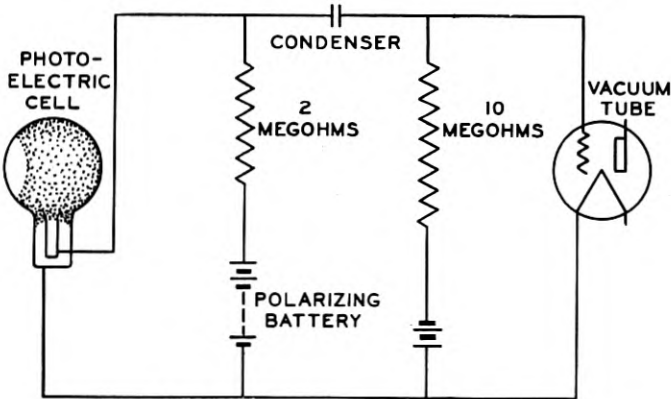 CONDENSER
PHOTO-
ELECTRIC
CELL
2
MEGOHMS
10
MEGOHMS
VACUUM
TUBE
POLARIZING
BATTERY